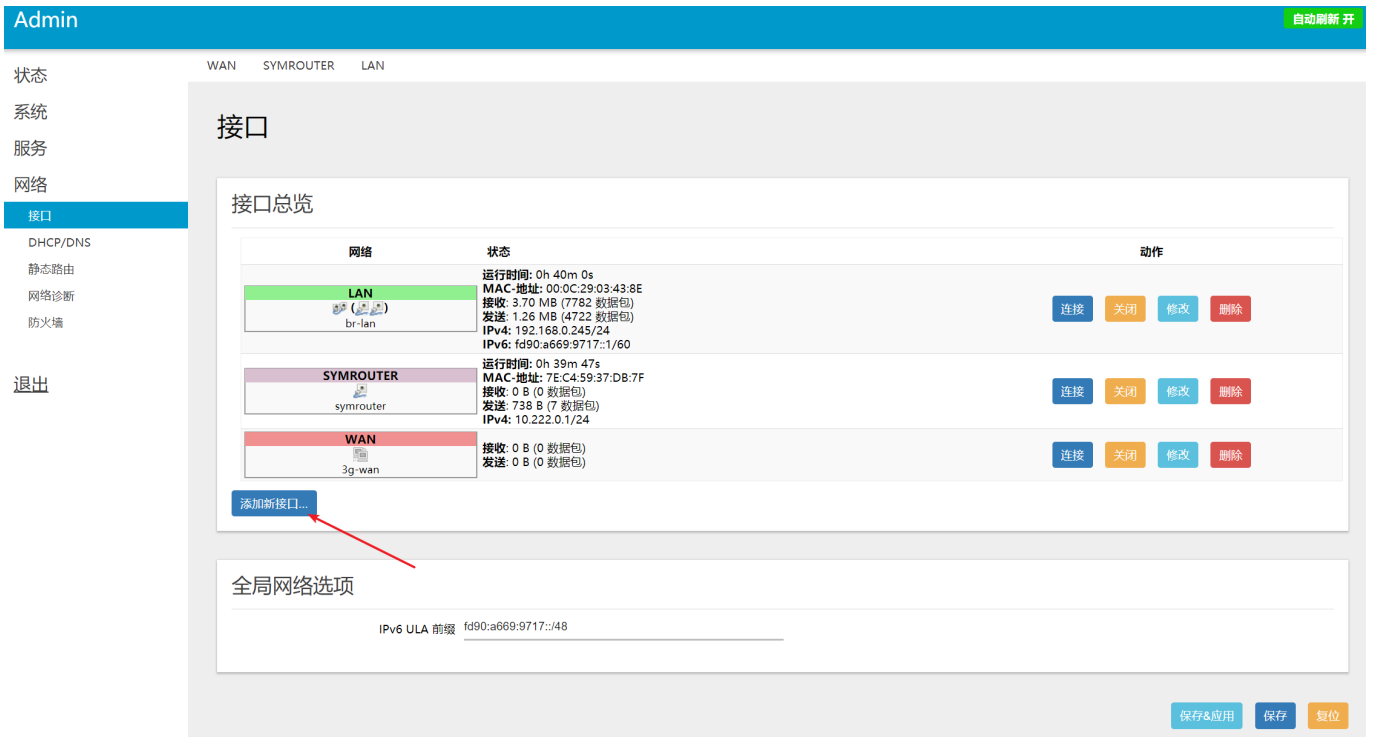 Admin
自动刷新 开
状态
系统
服务
网络
接口
DHCP/DNS
静态路由
网络诊断
防火墙
退出
WAN SYMROUTER LAN
接口
接口总览
网络 状态 动作
LAN
( )
br-lan
运行时间: 0h 40m 0s
MAC-地址: 00:0C:29:03:43:8E
接收: 3.70 MB (7782 数据包)
发送: 1.26 MB (4722 数据包)
IPv4: 192.168.0.245/24
IPv6: fd90:a669:9717::1/60
连接 关闭 修改 删除
SYMROUTER
symrouter
运行时间: 0h 39m 47s
MAC-地址: 7E:C4:59:37:DB:7F
接收: 0 B (0 数据包)
发送: 738 B (7 数据包)
IPv4: 10.222.0.1/24
连接 关闭 修改 删除
WAN
3g-wan
接收: 0 B (0 数据包)
发送: 0 B (0 数据包)
连接 关闭 修改 删除
添加新接口...
全局网络选项
IPv6 ULA 前缀 fd90:a669:9717::/48
保存&应用 保存 复位